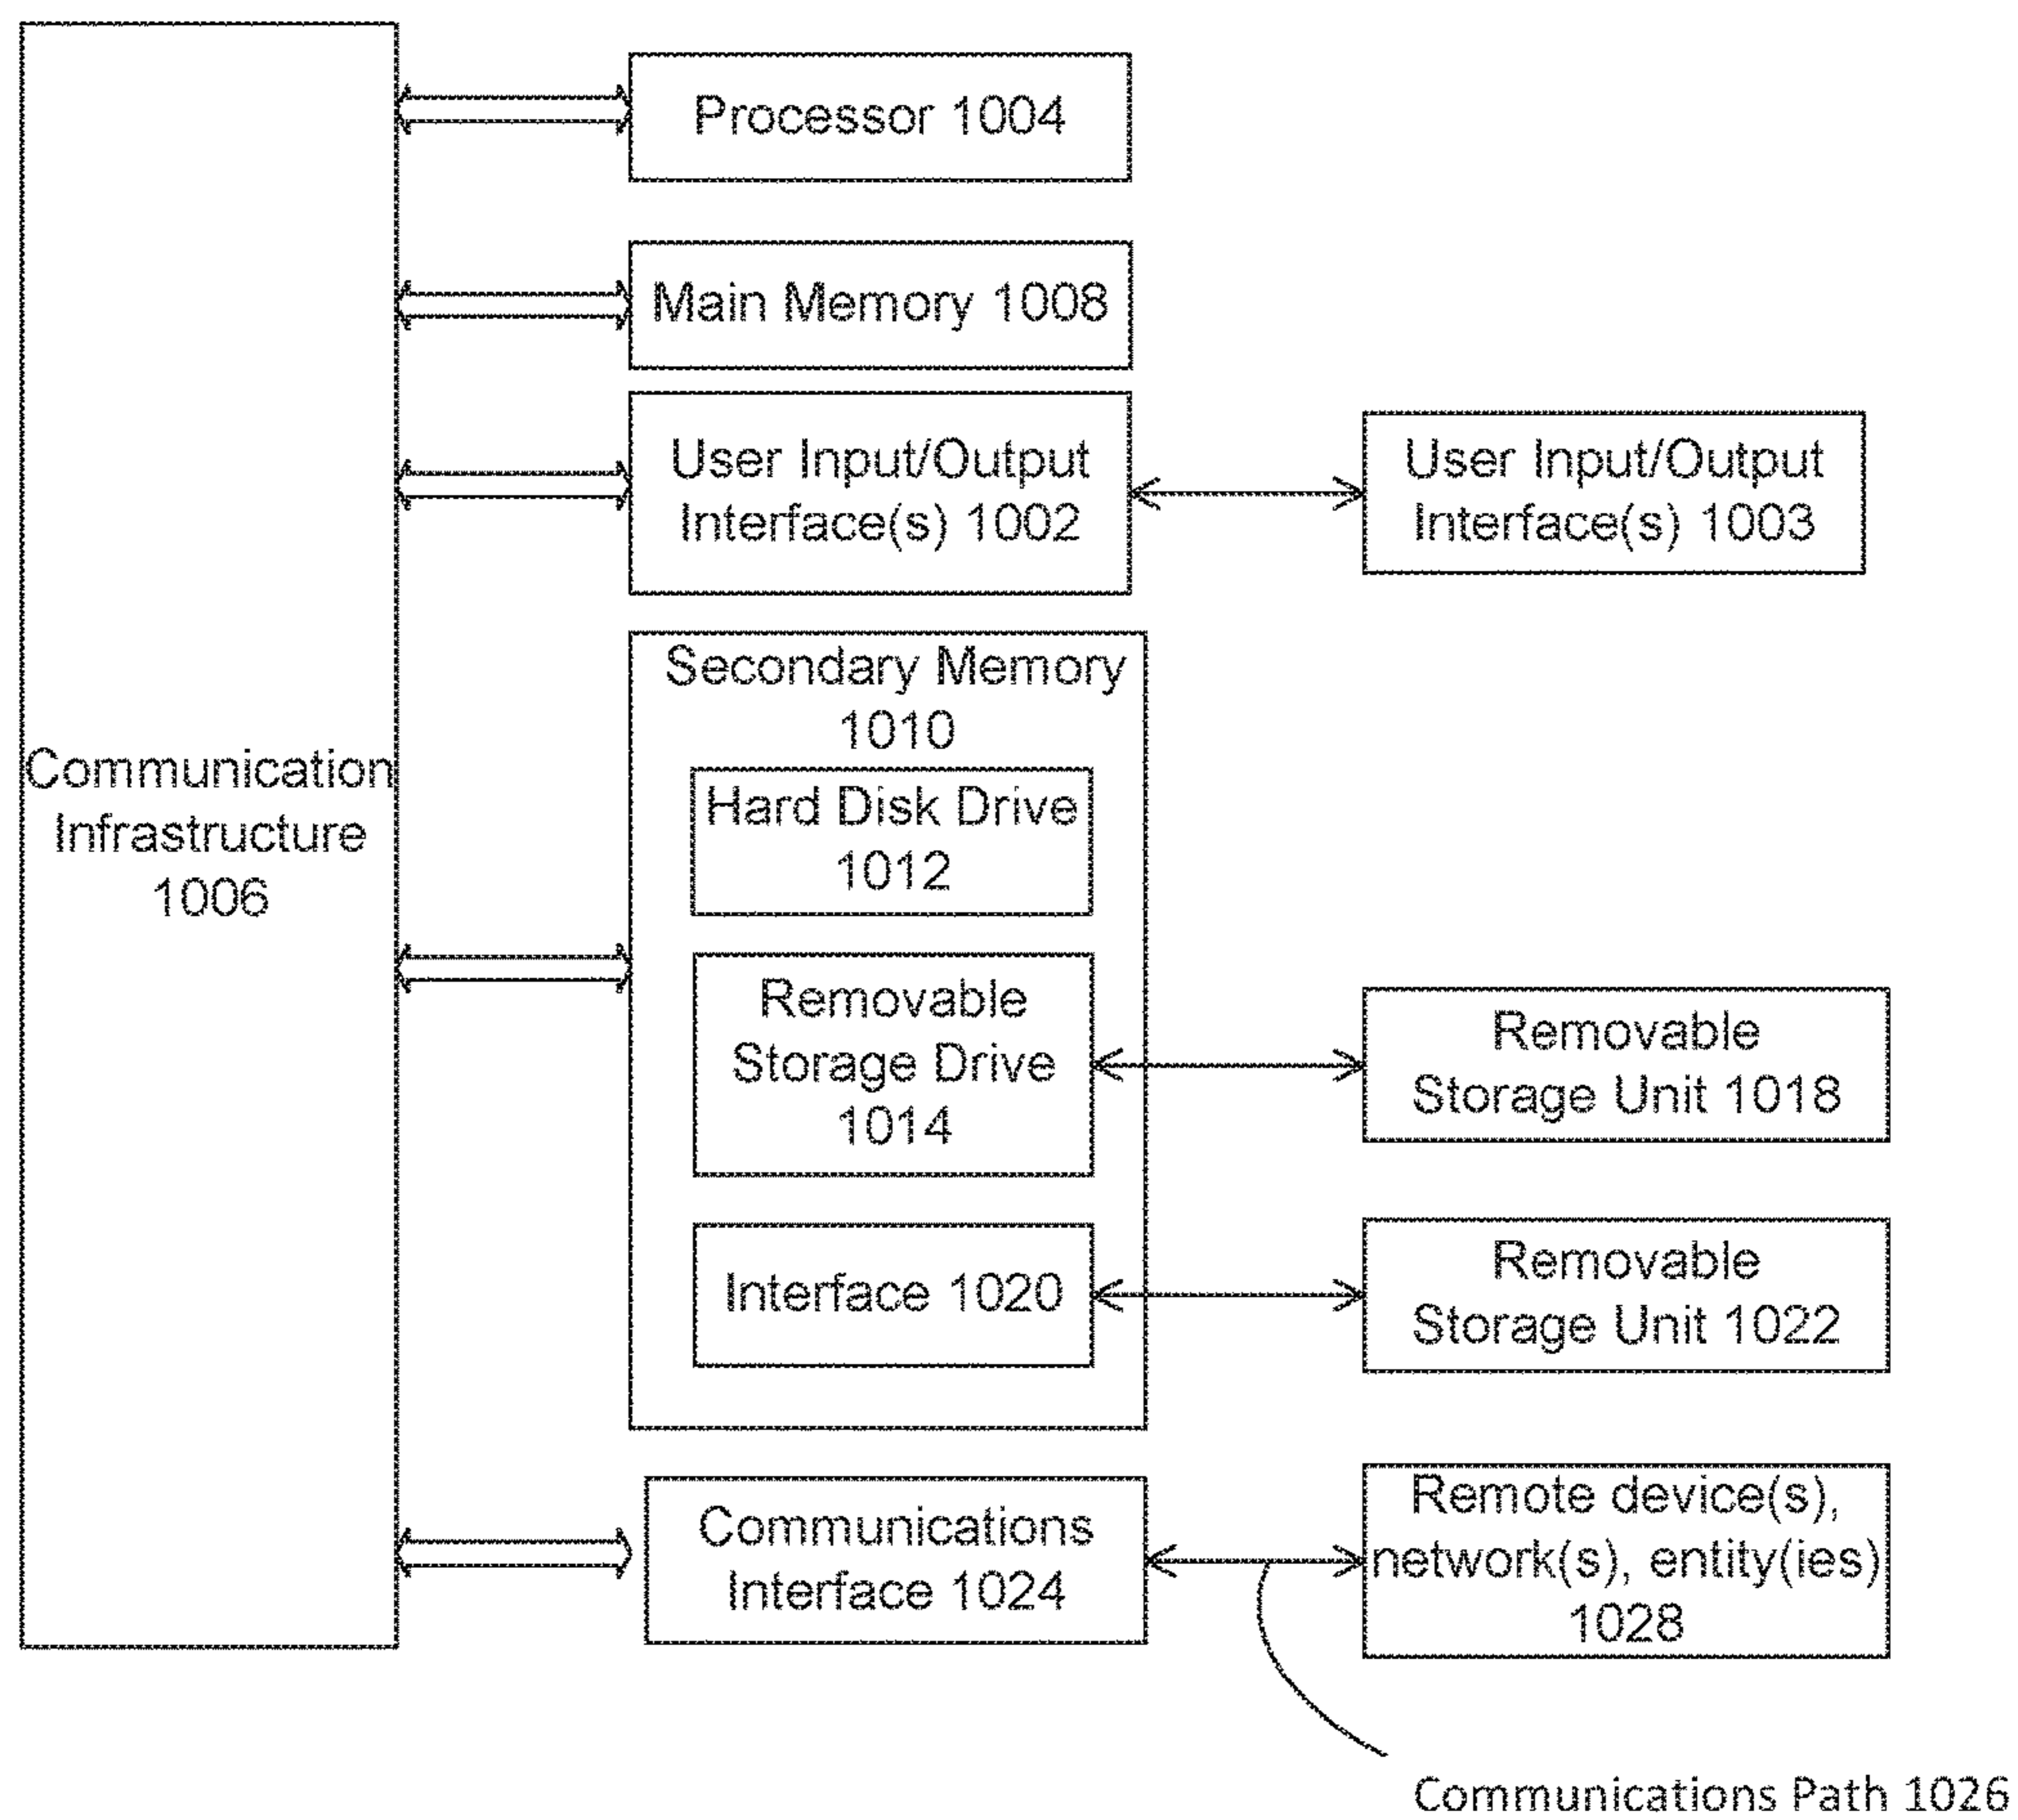 Communication
Infrastructure
1006
Processor 1004
Main Memory 1008
User Input/Output
Interface(s) 1002
User Input/Output
Interface(s) 1003
Secondary Memory
1010
Hard Disk Drive
1012
Removable
Storage Drive
1014
Removable
Storage Unit 1018
Interface 1020
Removable
Storage Unit 1022
Communications
Interface 1024
Remote device(s),
network(s), entity(ies)
1028
Communications Path 1026